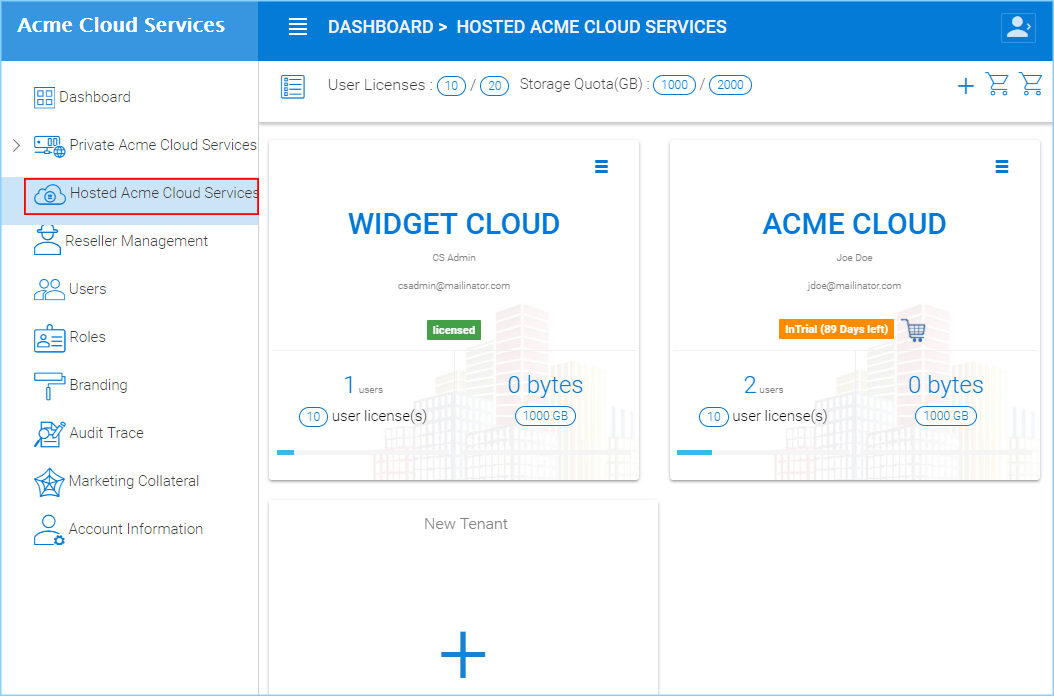 Acme Cloud Services
DASHBOARD > HOSTED ACME CLOUD SERVICES
User Licenses : 10 / 20 Storage Quota(GB) : 1000 / 2000
Dashboard
Private Acme Cloud Services
Hosted Acme Cloud Services
Reseller Management
Users
Roles
Branding
Audit Trace
Marketing Collateral
Account Information
WIDGET CLOUD
CS Admin
csadmin@mailinator.com
licensed
1 users 0 bytes
10 user license(s) 1000 GB
ACME CLOUD
Joe Doe
jdoe@mailinator.com
InTrial (89 Days left)
2 users 0 bytes
10 user license(s) 1000 GB
New Tenant